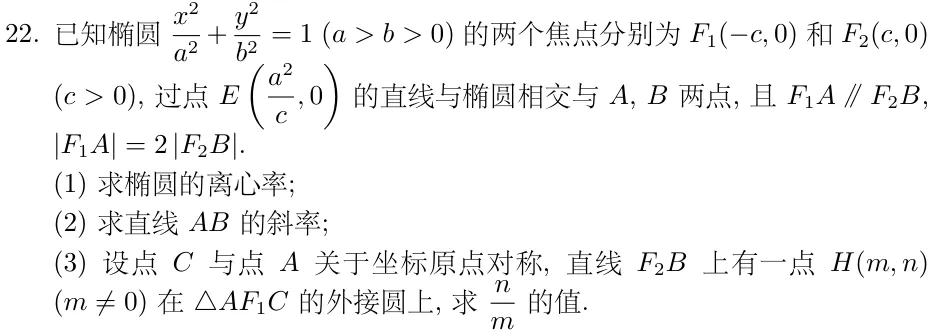 22. 已知椭圆 $\frac{x^2}{a^2}+\frac{y^2}{b^2}=1\ (a>b>0)$ 的两个焦点分别为 $F_1(-c,0)$ 和 $F_2(c,0)$
$(c>0)$, 过点 $E\left(\frac{a^2}{c},0\right)$ 的直线与椭圆相交与 $A$, $B$ 两点, 且 $F_1A\parallel F_2B$,
$|F_1A|=2|F_2B|$.
(1) 求椭圆的离心率;
(2) 求直线 $AB$ 的斜率;
(3) 设点 $C$ 与点 $A$ 关于坐标原点对称, 直线 $F_2B$ 上有一点 $H(m,n)$
$(m\neq 0)$ 在 $\triangle AF_1C$ 的外接圆上, 求 $\frac{n}{m}$ 的值.